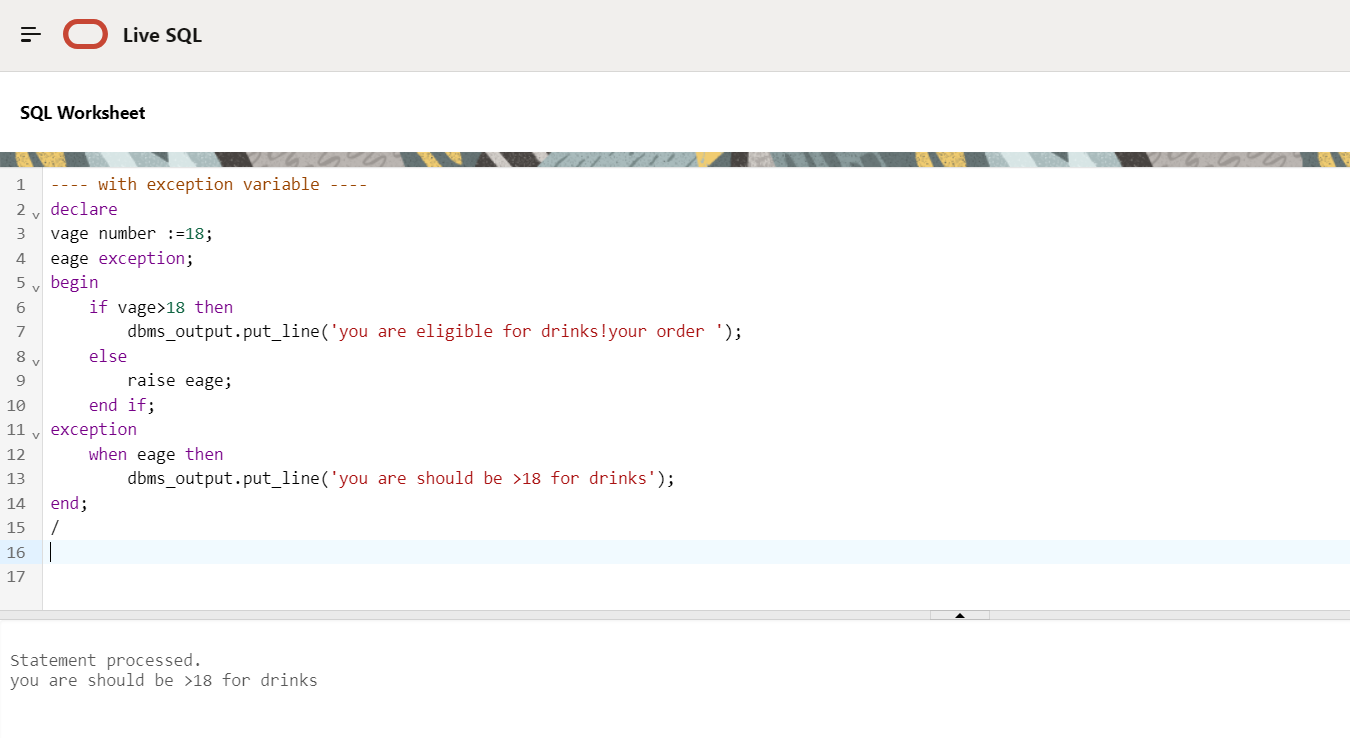 Live SQL
SQL Worksheet
1 ---- with exception variable ----
2 declare
3 vage number :=18;
4 eage exception;
5 begin
6     if vage>18 then
7         dbms_output.put_line('you are eligible for drinks!your order ');
8     else
9         raise eage;
10     end if;
11 exception
12     when eage then
13         dbms_output.put_line('you are should be >18 for drinks');
14 end;
15 /
16
17
Statement processed.
you are should be >18 for drinks